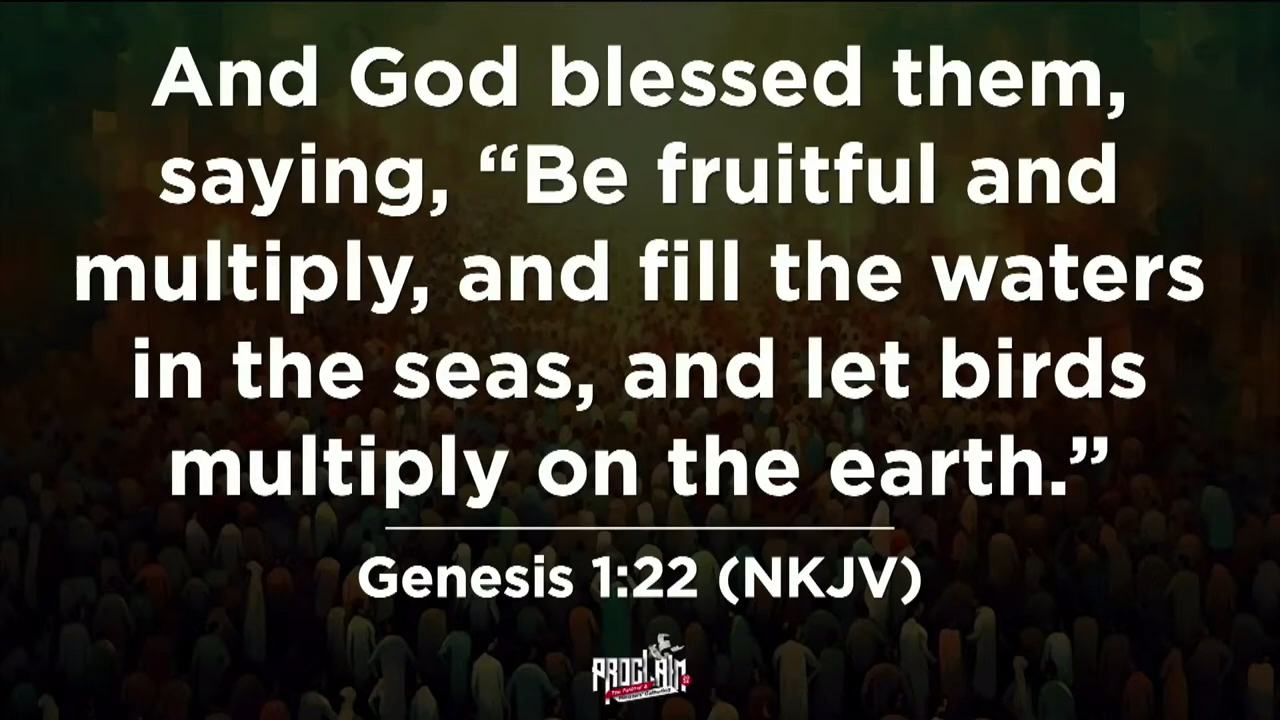 And God blessed them,
saying, “Be fruitful and
multiply, and fill the waters
in the seas, and let birds
multiply on the earth.”
Genesis 1:22 (NKJV)
PROCLAIM